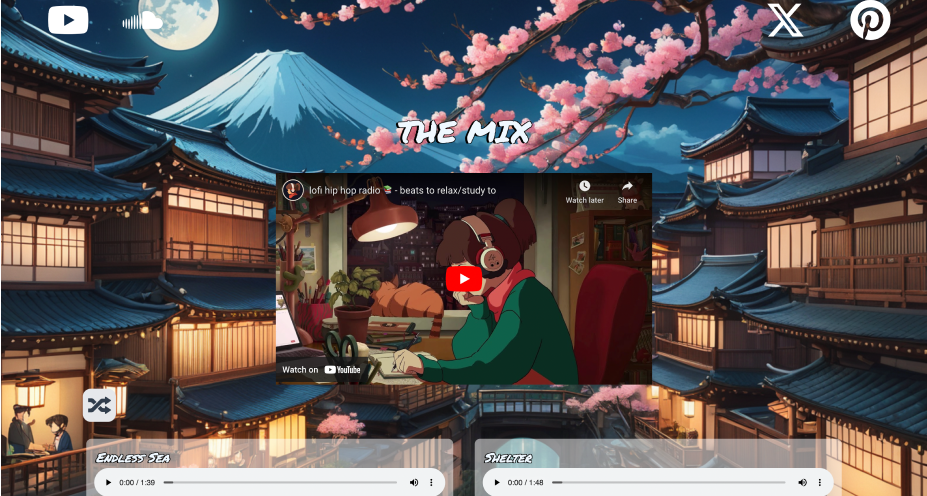 THE MIX
lofi hip hop radio 📚 - beats to relax/study to
Watch later
Share
Watch on YouTube
Endless Sea
Shelter
0:00 / 1:39
0:00 / 1:48